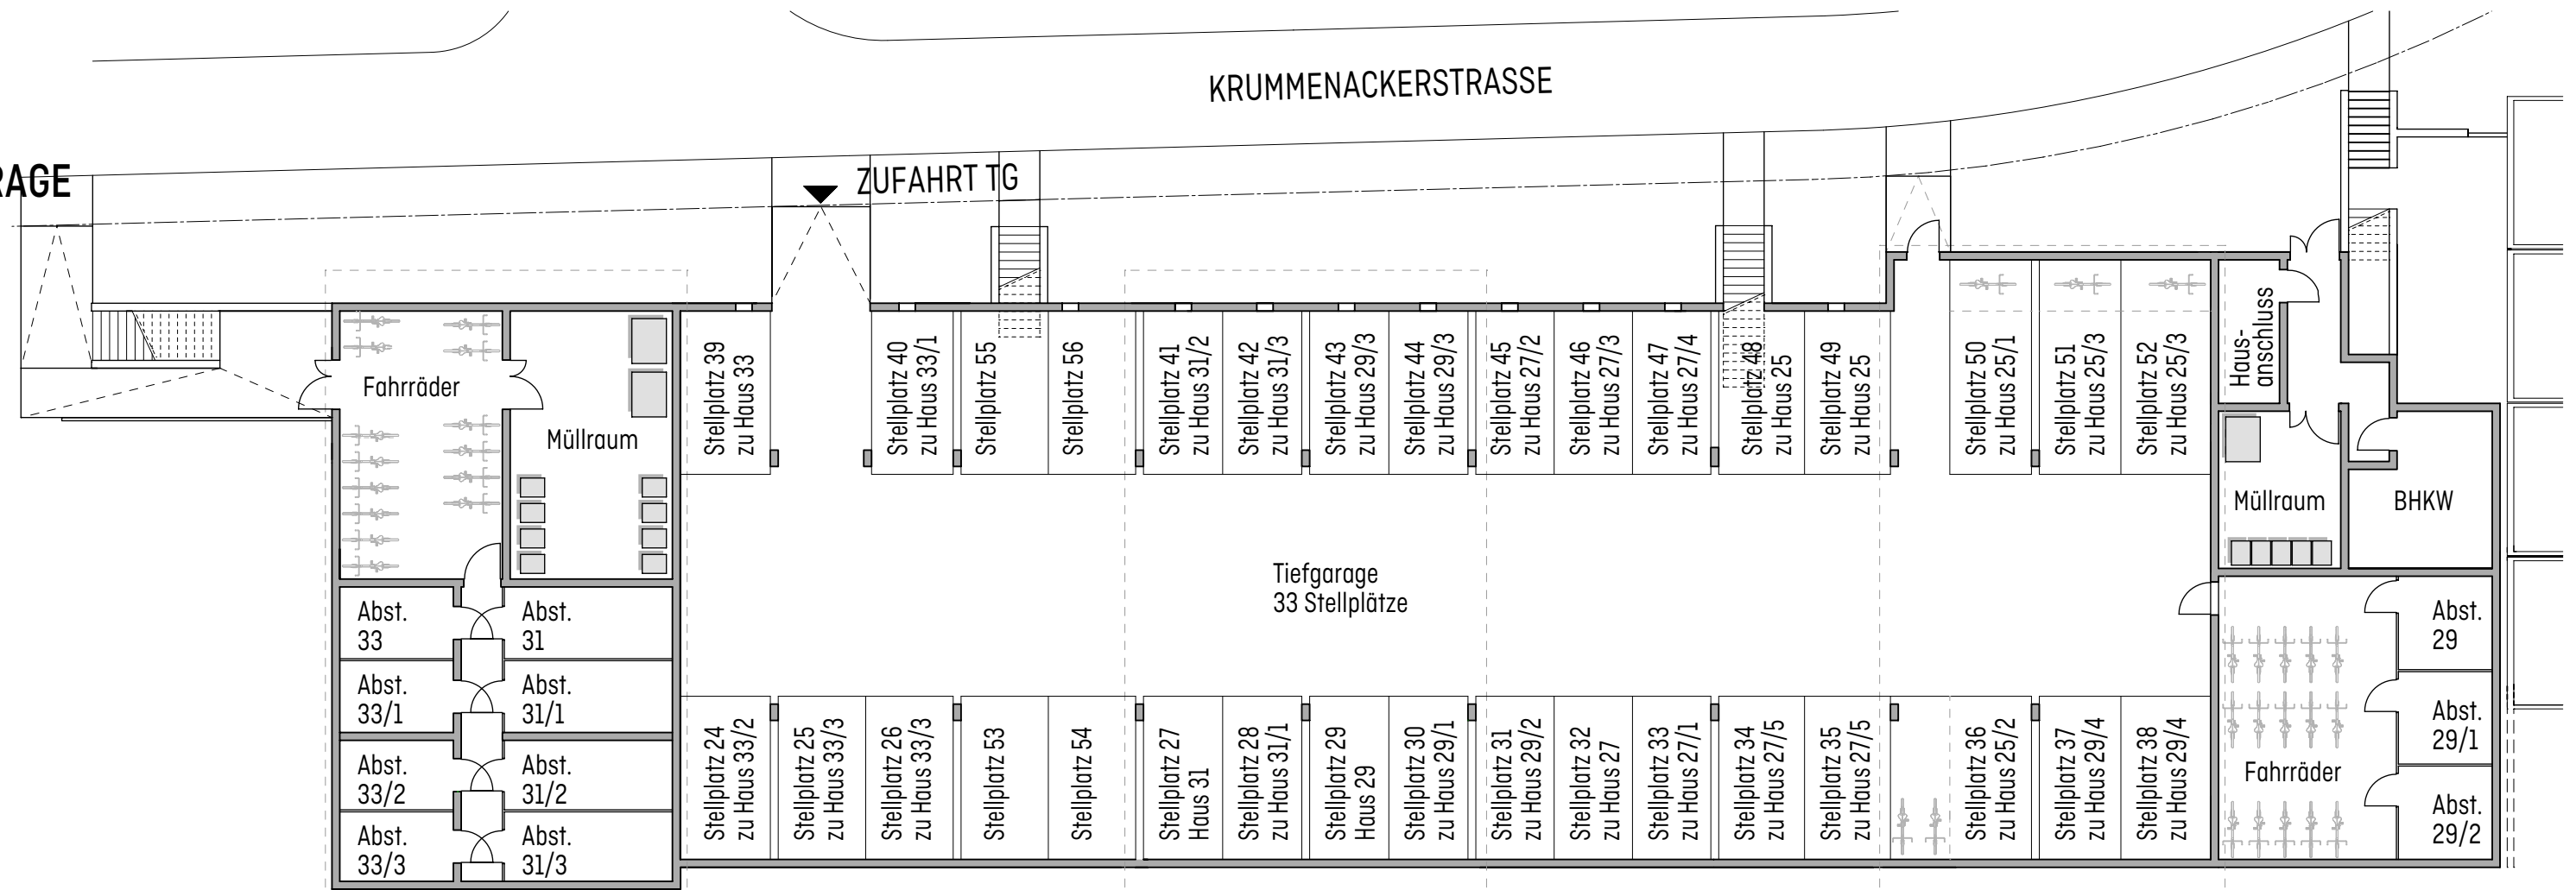 KRUMMENACKERSTRASSE
RAGE
ZUFAHRT TG
Fahrräder
Müllraum
Stellplatz 39
zu Haus 33
Stellplatz 40
zu Haus 33/1
Stellplatz 55
Stellplatz 56
Stellplatz 41
zu Haus 31/2
Stellplatz 42
zu Haus 31/3
Stellplatz 43
zu Haus 29/3
Stellplatz 44
zu Haus 29/3
Stellplatz 45
zu Haus 27/2
Stellplatz 46
zu Haus 27/3
Stellplatz 47
zu Haus 27/4
Stellplatz 48
zu Haus 25
Stellplatz 49
zu Haus 25
Stellplatz 50
zu Haus 25/1
Stellplatz 51
zu Haus 25/3
Stellplatz 52
zu Haus 25/3
Haus-
anschluss
Müllraum
BHKW
Tiefgarage
33 Stellplätze
Abst.
33
Abst.
31
Abst.
33/1
Abst.
31/1
Abst.
33/2
Abst.
31/2
Abst.
33/3
Abst.
31/3
Stellplatz 24
zu Haus 33/2
Stellplatz 25
zu Haus 33/3
Stellplatz 26
zu Haus 33/3
Stellplatz 53
Stellplatz 54
Stellplatz 27
Haus 31
Stellplatz 28
zu Haus 31/1
Stellplatz 29
Haus 29
Stellplatz 30
zu Haus 29/1
Stellplatz 31
zu Haus 29/2
Stellplatz 32
zu Haus 27
Stellplatz 33
zu Haus 27/1
Stellplatz 34
zu Haus 27/5
Stellplatz 35
zu Haus 27/5
Stellplatz 36
zu Haus 25/2
Stellplatz 37
zu Haus 29/4
Stellplatz 38
zu Haus 29/4
Fahrräder
Abst.
29
Abst.
29/1
Abst.
29/2